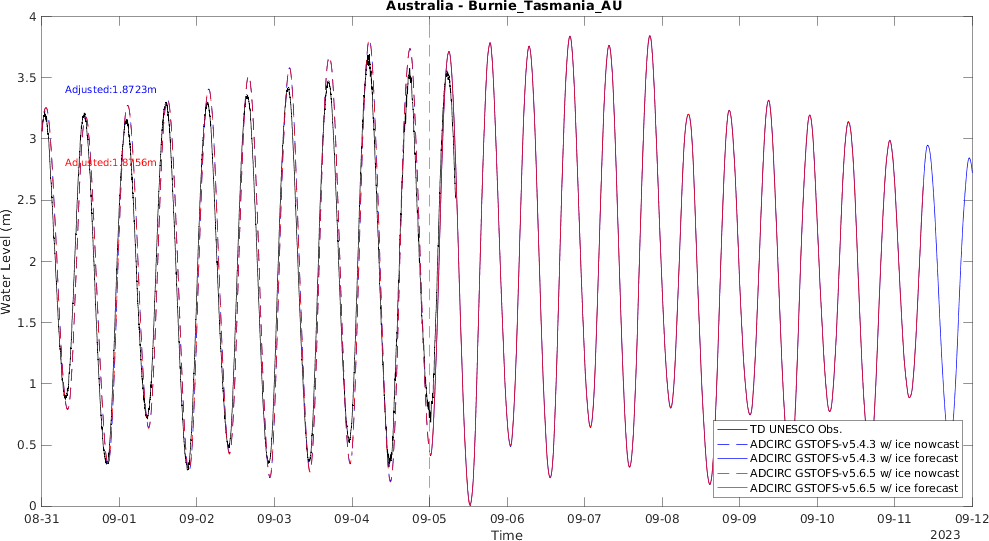 Australia - Burnie_Tasmania_AU
4
3.5
Adjusted:1.8723m
3
Adjusted:1.8756m
2.5
Water Level (m)
2
1.5
1
0.5
0
TD UNESCO Obs.
ADCIRC GSTOFS-v5.4.3 w/ ice nowcast
ADCIRC GSTOFS-v5.4.3 w/ ice forecast
ADCIRC GSTOFS-v5.6.5 w/ ice nowcast
ADCIRC GSTOFS-v5.6.5 w/ ice forecast
08-31 09-01 09-02 09-03 09-04 09-05 09-06 09-07 09-08 09-09 09-10 09-11 09-12
Time
2023